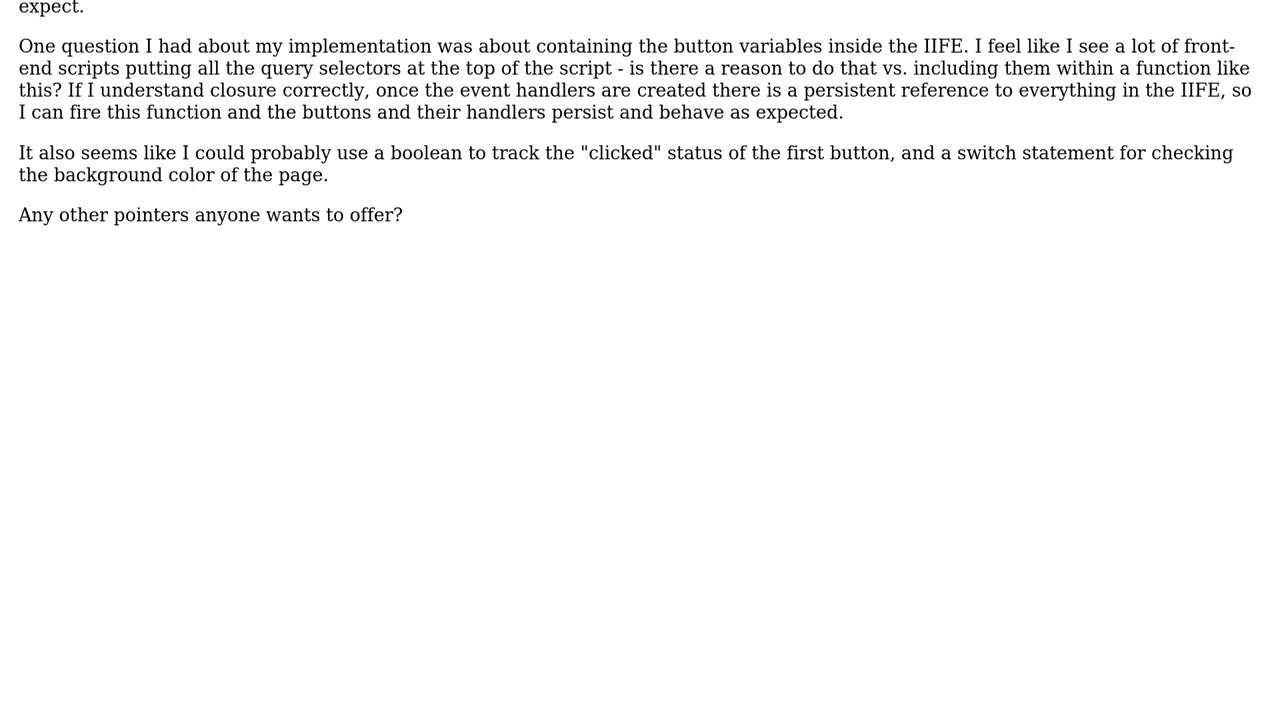 expect.
One question I had about my implementation was about containing the button variables inside the IIFE. I feel like I see a lot of front-
end scripts putting all the query selectors at the top of the script - is there a reason to do that vs. including them within a function like
this? If I understand closure correctly, once the event handlers are created there is a persistent reference to everything in the IIFE, so
I can fire this function and the buttons and their handlers persist and behave as expected.
It also seems like I could probably use a boolean to track the "clicked" status of the first button, and a switch statement for checking
the background color of the page.
Any other pointers anyone wants to offer?